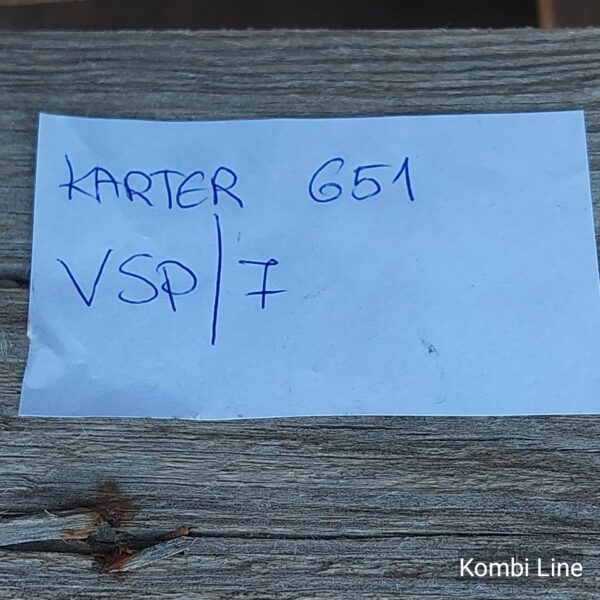 KARTER 651
VSP/7
Kombi Line